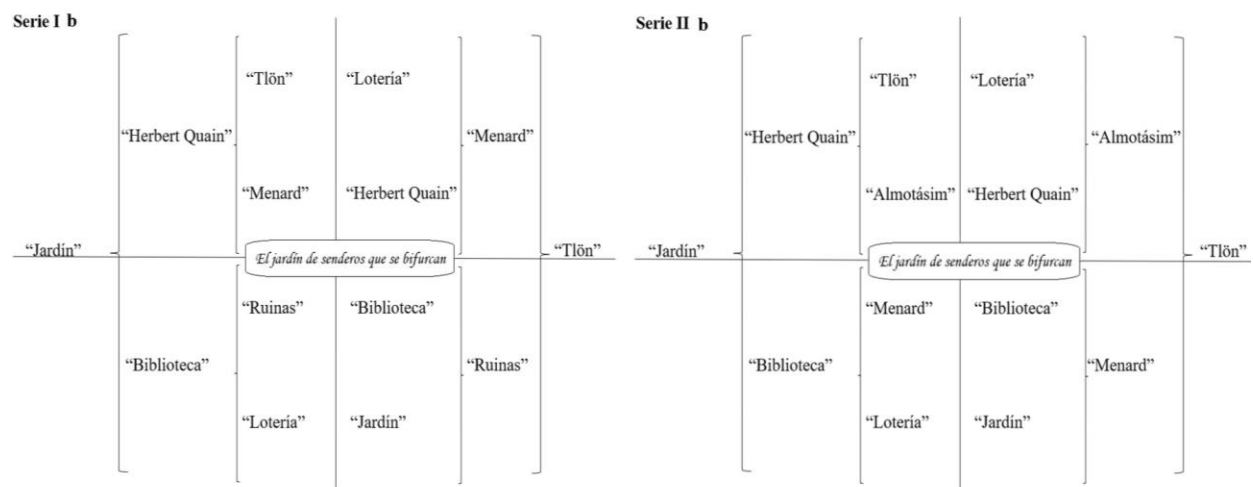 Serie I b
“Tlön” “Lotería”
“Herbert Quain” “Menard”
“Menard” “Herbert Quain”
“Jardín” El jardín de senderos que se bifurcan “Tlön”
“Ruinas” “Biblioteca”
“Biblioteca” “Ruinas”
“Lotería” “Jardín”
Serie II b
“Tlön” “Lotería”
“Herbert Quain” “Almotásim”
“Almotásim” “Herbert Quain”
“Jardín” El jardín de senderos que se bifurcan “Tlön”
“Menard” “Biblioteca”
“Biblioteca” “Menard”
“Lotería” “Jardín”